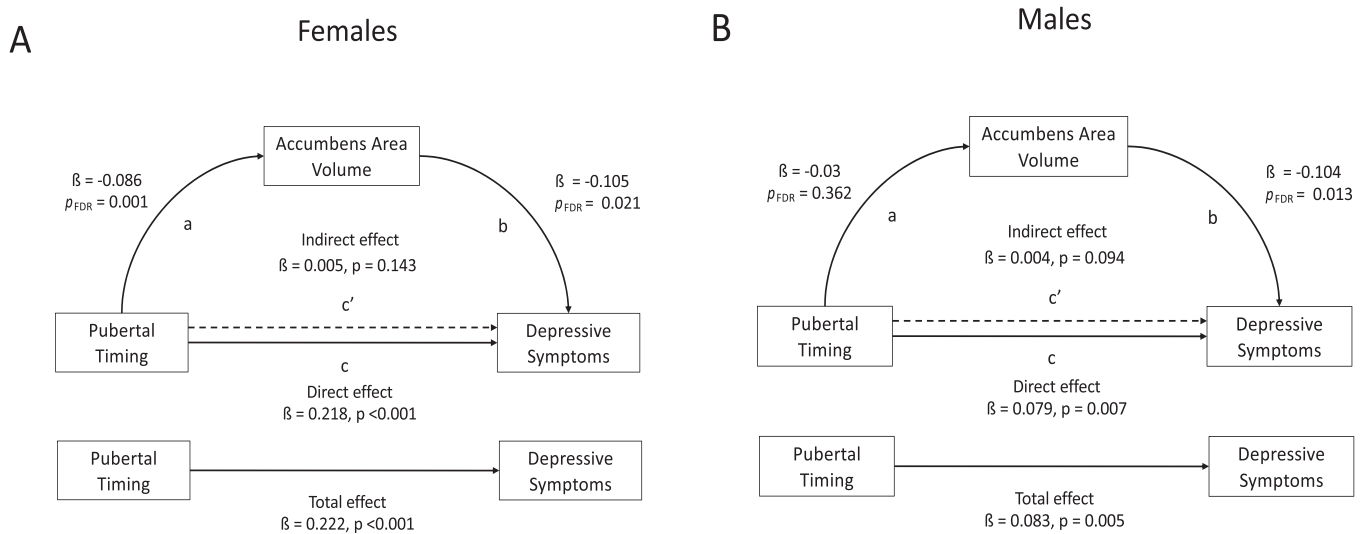 A
Females
Accumbens Area
Volume
ß = -0.086
pFDR = 0.001
a
ß = -0.105
pFDR = 0.021
b
Indirect effect
ß = 0.005, p = 0.143
c’
Pubertal
Timing
Depressive
Symptoms
c
Direct effect
ß = 0.218, p <0.001
Pubertal
Timing
Depressive
Symptoms
Total effect
ß = 0.222, p <0.001
B
Males
Accumbens Area
Volume
ß = -0.03
pFDR = 0.362
a
ß = -0.104
pFDR = 0.013
b
Indirect effect
ß = 0.004, p = 0.094
c’
Pubertal
Timing
Depressive
Symptoms
c
Direct effect
ß = 0.079, p = 0.007
Pubertal
Timing
Depressive
Symptoms
Total effect
ß = 0.083, p = 0.005